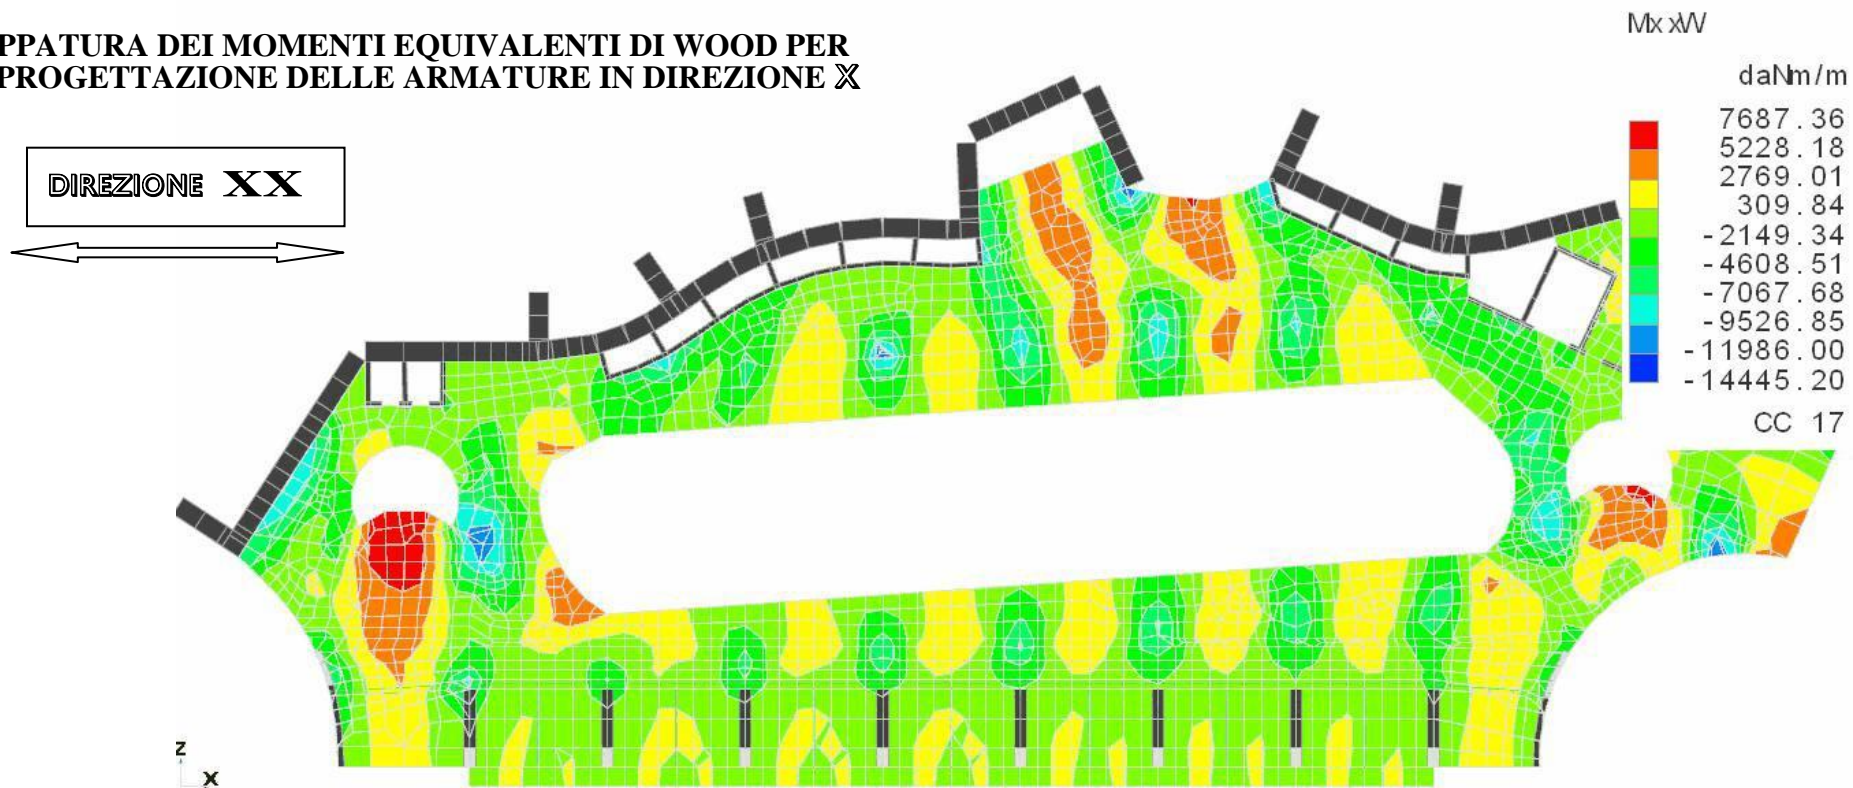 PPATURA DEI MOMENTI EQUIVALENTI DI WOOD PER
PROGETTAZIONE DELLE ARMATURE IN DIREZIONE X
DIREZIONE XX
Mx xW
daNm/m
7687.36
5228.18
2769.01
309.84
-2149.34
-4608.51
-7067.68
-9526.85
-11986.00
-14445.20
CC 17
Z
X